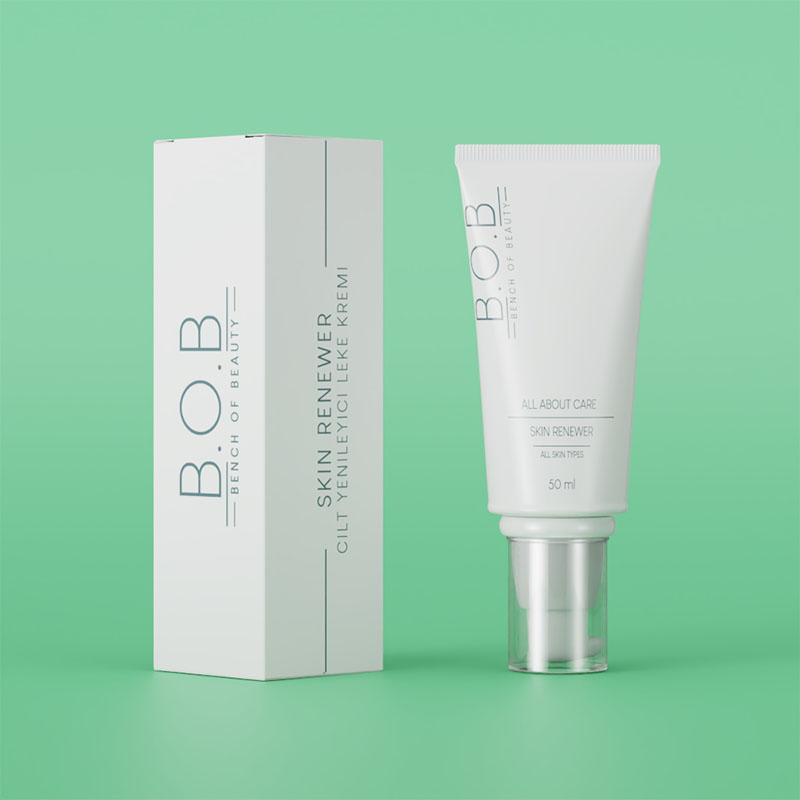 B.O.B
BENCH OF BEAUTY
SKIN RENEWER
CILT YENILEYICI LEKE KREMI
B.O.B
BENCH OF BEAUTY
ALL ABOUT CARE
SKIN RENEWER
ALL SKIN TYPES
50 ml